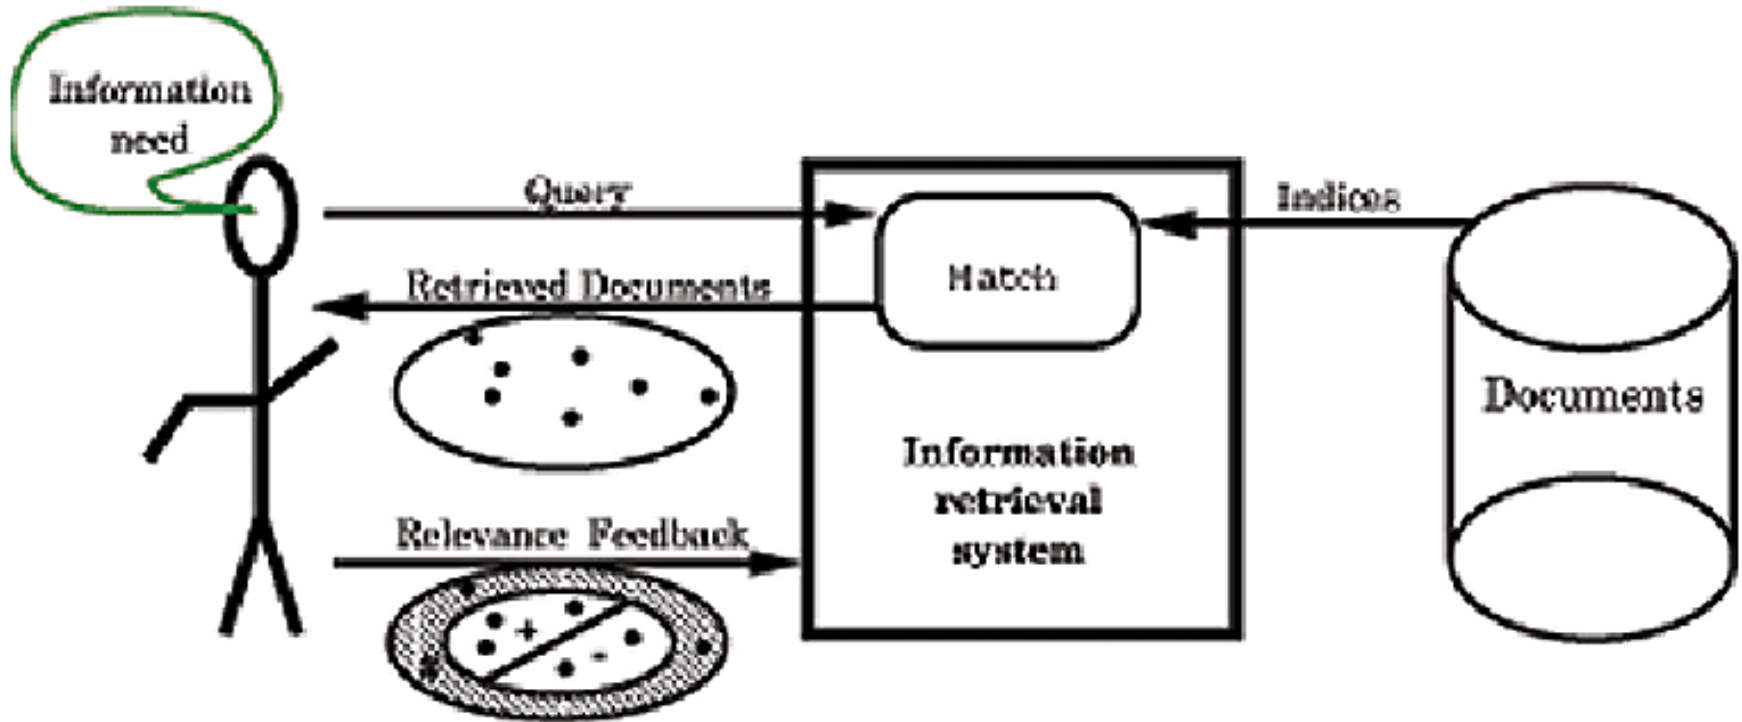 Information
need
Query
Indices
Retrieved Documents
Match
Documents
Information
retrieval
system
Relevance Feedback
+
-